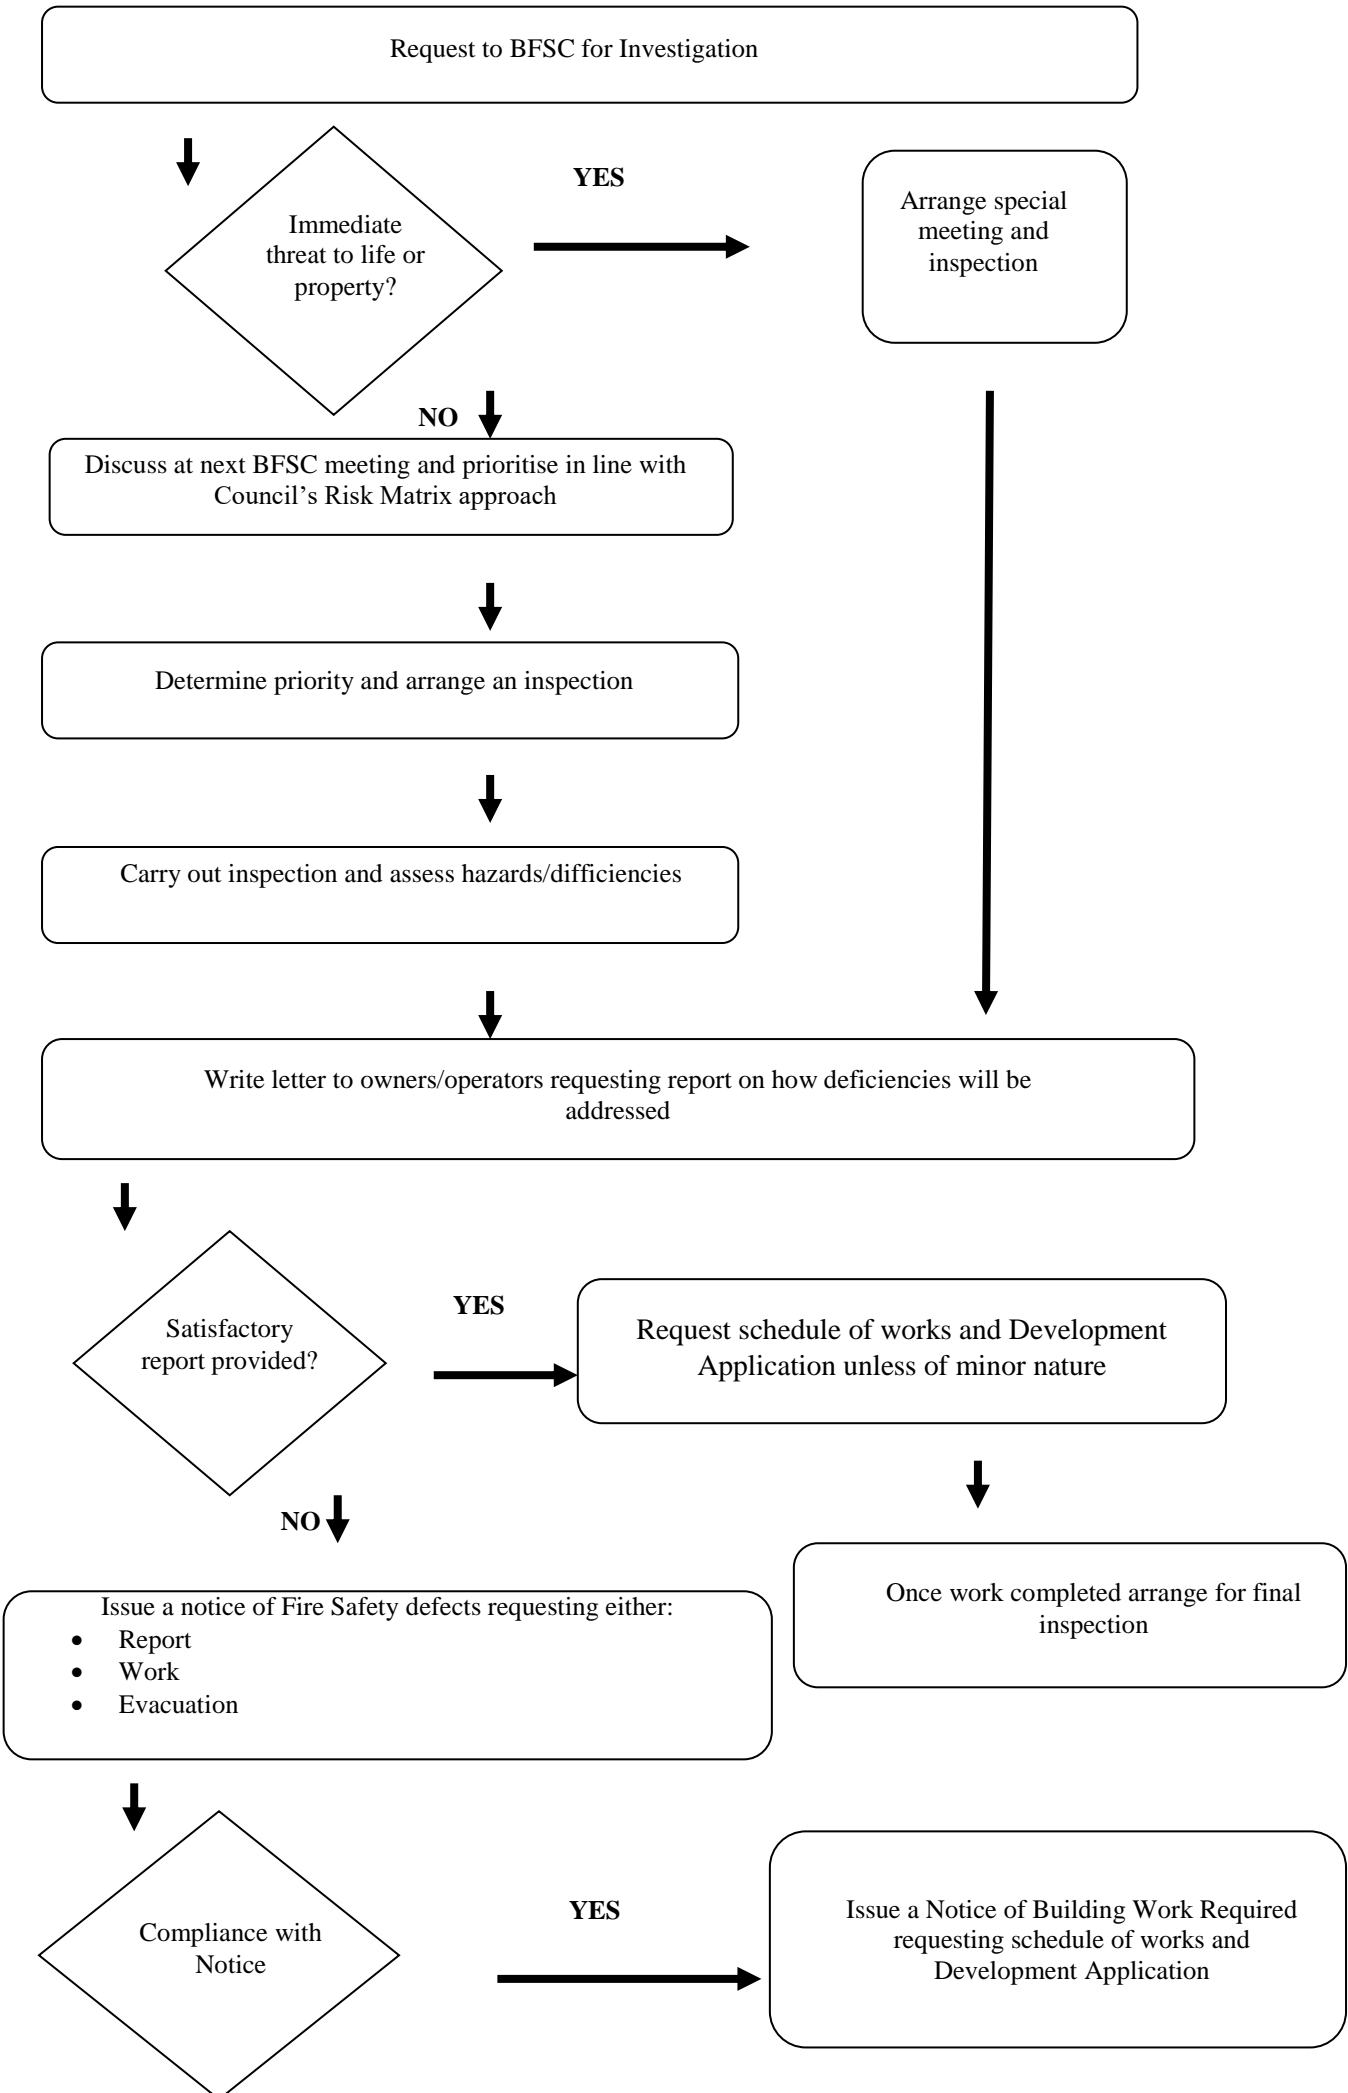 Request to BFSC for Investigation
YES
Immediate
threat to life or
property?
Arrange special
meeting and
inspection
NO
Discuss at next BFSC meeting and prioritise in line with
Council’s Risk Matrix approach
Determine priority and arrange an inspection
Carry out inspection and assess hazards/difficiencies
Write letter to owners/operators requesting report on how deficiencies will be
addressed
YES
Satisfactory
report provided?
Request schedule of works and Development
Application unless of minor nature
NO
Once work completed arrange for final
inspection
Issue a notice of Fire Safety defects requesting either:
• Report
• Work
• Evacuation
Compliance with
Notice
YES
Issue a Notice of Building Work Required
requesting schedule of works and
Development Application